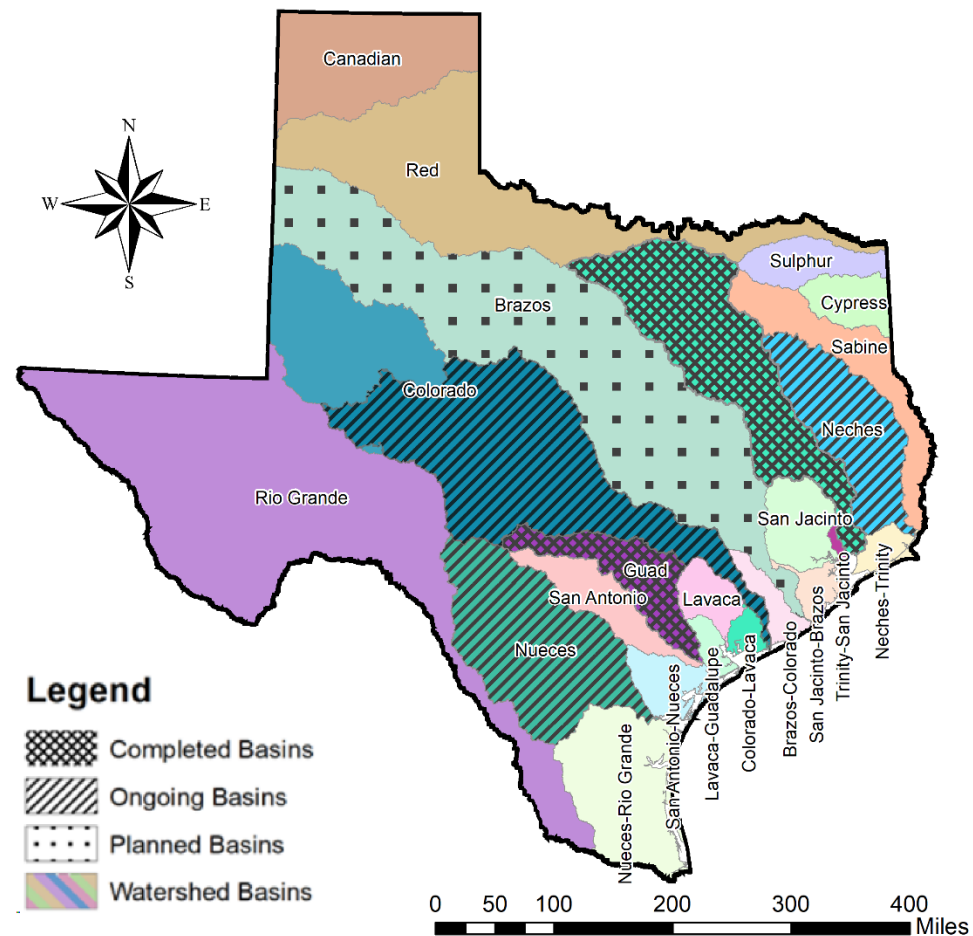 Canadian
N
W
E
S
Red
Sulphur
Cypress
Brazos
Sabine
Colorado
Neches
Rio Grande
San Jacinto
Guad
San Antonio
Lavaca
Nueces
Nueces-Rio Grande
San Antonio-Nueces
Lavaca-Guadalupe
Colorado-Lavaca
Brazos-Colorado
San Jacinto-Brazos
Trinity-San Jacinto
Neches-Trinity
Legend
Completed Basins
Ongoing Basins
Planned Basins
Watershed Basins
0 50 100 200 300 400
Miles